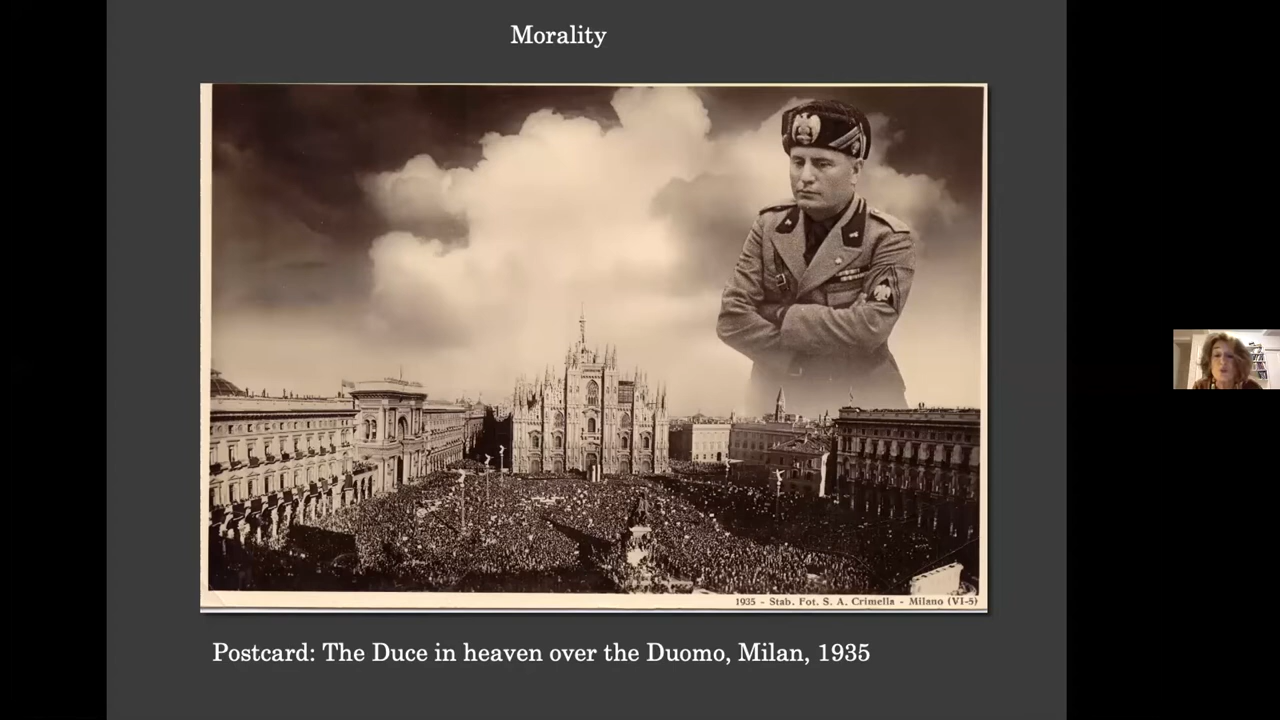 Morality
1935 - Stab. Fot. S. A. Crimella - Milano (VI-5)
Postcard: The Duce in heaven over the Duomo, Milan, 1935